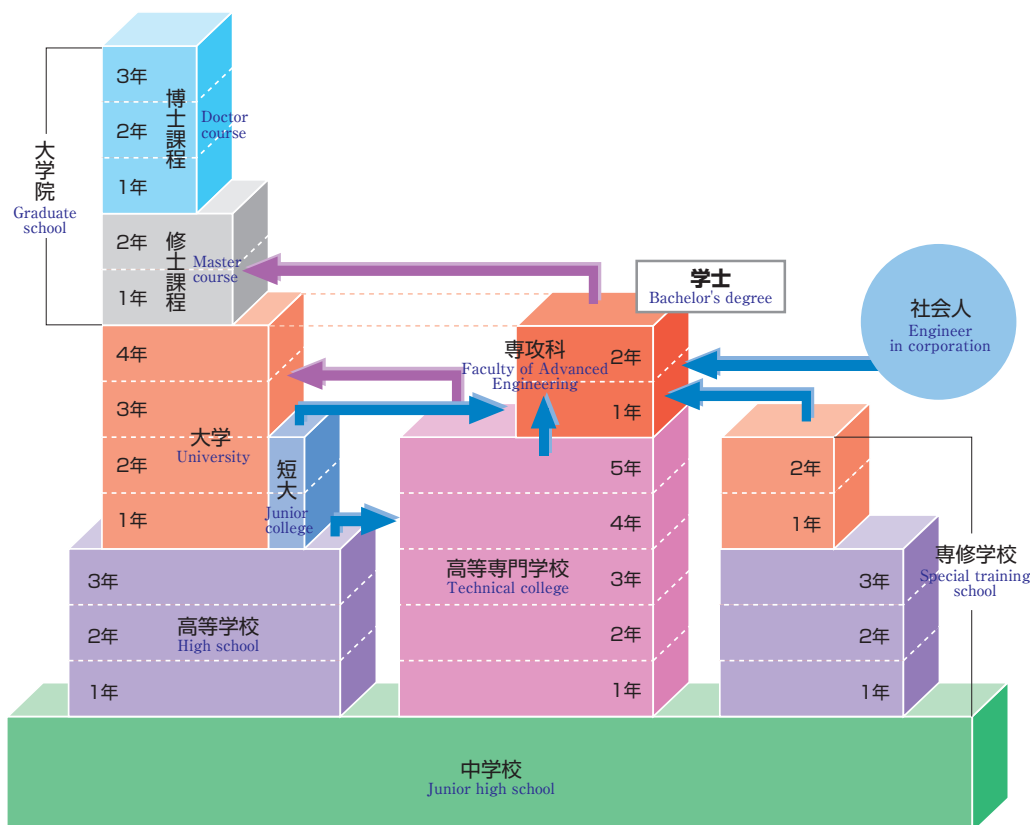 3年
2年
1年
博士課程
Doctor
course
大学院
Graduate
school
2年
1年
修士課程
Master
course
学士
Bachelor's degree
社会人
Engineer
in corporation
4年
3年
2年
1年
大学
University
短大
Junior
college
専攻科
Faculty of Advanced
Engineering
2年
1年
5年
4年
3年
2年
1年
高等専門学校
Technical college
2年
1年
3年
2年
1年
専修学校
Special training
school
3年
2年
1年
高等学校
High school
中学校
Junior high school